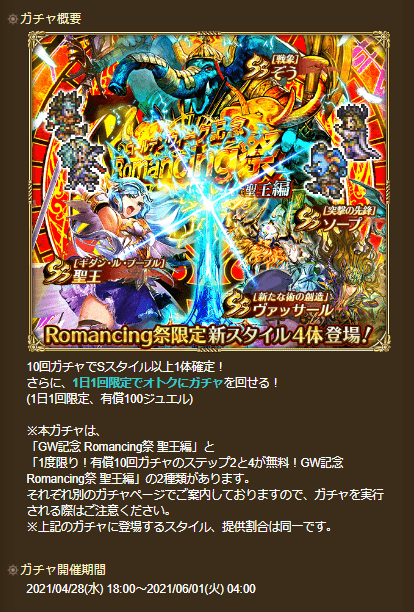 ガチャ概要
SS [戦象] ぞう
GW記念
Romancing祭
聖王編
[突撃の先鋒]
SS ソープ
[ギダン・ル・ブーブル]
SS 聖王
[新たな術の創造]
SS ヴァッサール
Romancing祭限定新スタイル4体登場！
10回ガチャでSスタイル以上1体確定！
さらに、1日1回限定でオトクにガチャを回せる！
(1日1回限定、有償100ジュエル)
※本ガチャは、
「GW記念 Romancing祭 聖王編」と
「1度限り！有償10回ガチャのステップ2と4が無料！GW記念
Romancing祭 聖王編」の2種類があります。
それぞれ別のガチャページでご案内しておりますので、ガチャを実行
される際はご注意ください。
※上記のガチャに登場するスタイル、提供割合は同一です。
ガチャ開催期間
2021/04/28(水) 18:00～2021/06/01(火) 04:00